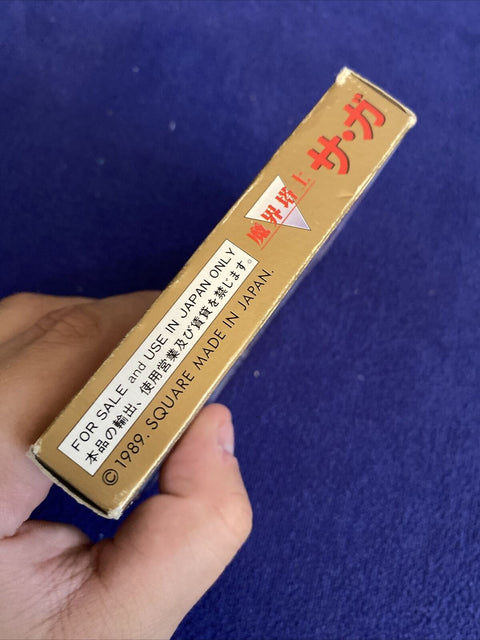 魔界塔士
サ・ガ
FOR SALE and USE IN JAPAN ONLY
本品の輸出、使用営業及び賃貸を禁じます。
©1989. SQUARE MADE IN JAPAN.